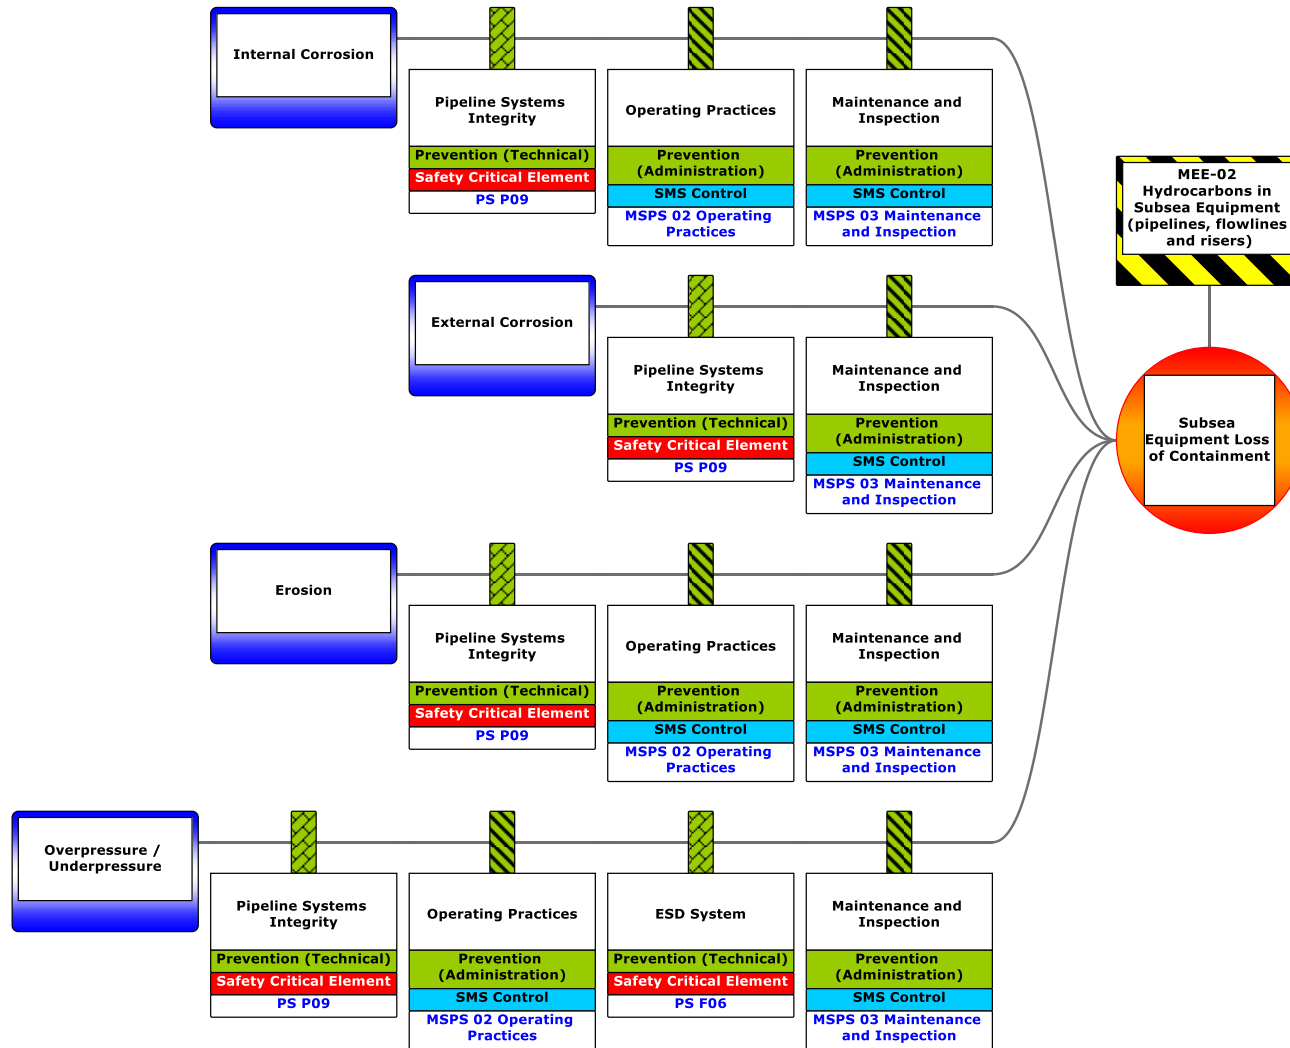 Internal Corrosion
Pipeline Systems
Integrity
Prevention (Technical)
Safety Critical Element
PS P09
Operating Practices
Prevention
(Administration)
SMS Control
MSPS 02 Operating
Practices
Maintenance and
Inspection
Prevention
(Administration)
SMS Control
MSPS 03 Maintenance
and Inspection
MEE-02
Hydrocarbons in
Subsea Equipment
(pipelines, flowlines
and risers)
External Corrosion
Pipeline Systems
Integrity
Prevention (Technical)
Safety Critical Element
PS P09
Maintenance and
Inspection
Prevention
(Administration)
SMS Control
MSPS 03 Maintenance
and Inspection
Subsea
Equipment Loss
of Containment
Erosion
Pipeline Systems
Integrity
Prevention (Technical)
Safety Critical Element
PS P09
Operating Practices
Prevention
(Administration)
SMS Control
MSPS 02 Operating
Practices
Maintenance and
Inspection
Prevention
(Administration)
SMS Control
MSPS 03 Maintenance
and Inspection
Overpressure /
Underpressure
Pipeline Systems
Integrity
Prevention (Technical)
Safety Critical Element
PS P09
Operating Practices
Prevention
(Administration)
SMS Control
MSPS 02 Operating
Practices
ESD System
Prevention (Technical)
Safety Critical Element
PS F06
Maintenance and
Inspection
Prevention
(Administration)
SMS Control
MSPS 03 Maintenance
and Inspection